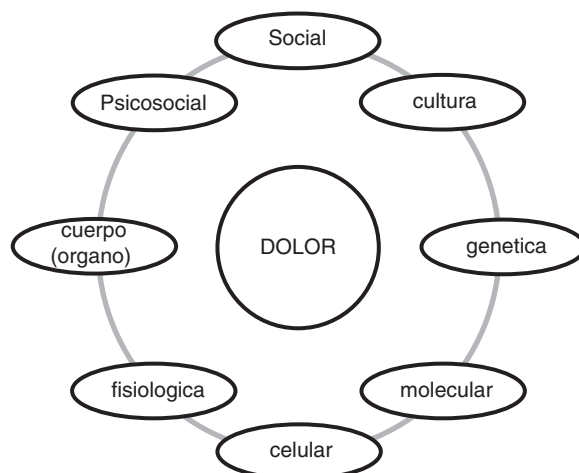 Social
Psicosocial
cultura
cuerpo
(organo)
DOLOR
genetica
fisiologica
molecular
celular